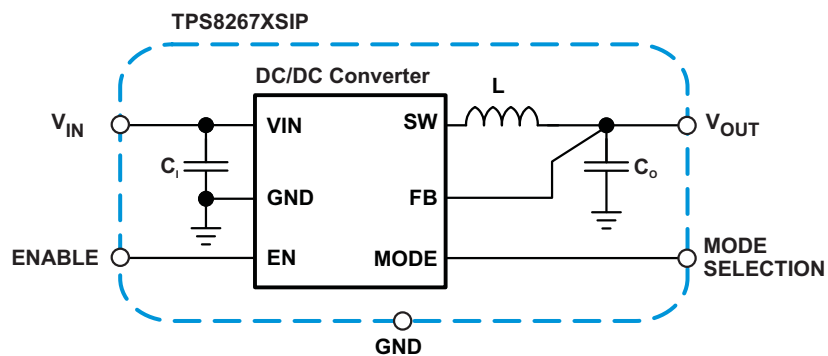 TPS8267XSIP
DC/DC Converter
L
VIN
VIN
SW
VOUT
CI
CO
GND
FB
ENABLE
EN
MODE
MODE
SELECTION
GND